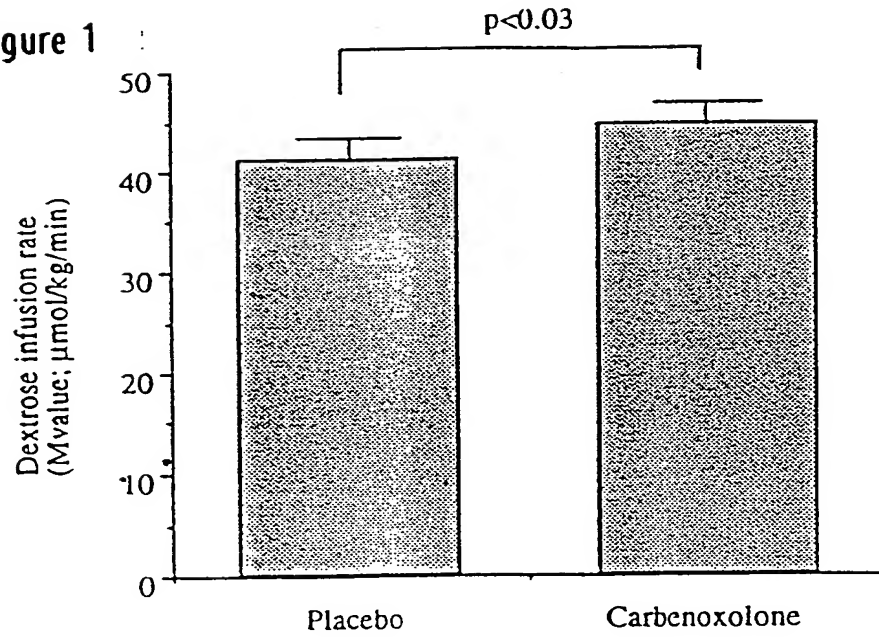 gure 1
p<0.03
50
40
30
20
10
0
Dextrose infusion rate
(Mvalue; µmol/kg/min)
Placebo
Carbenoxolone